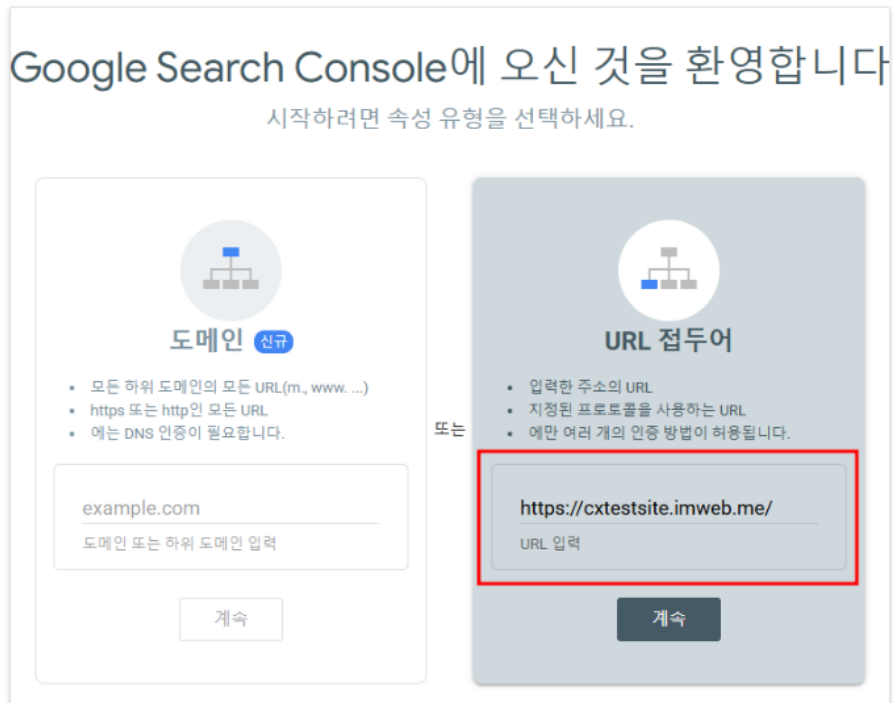 Google Search Console에 오신 것을 환영합니다
시작하려면 속성 유형을 선택하세요.
도메인 신규
모든 하위 도메인의 모든 URL(m., www. ...)
https 또는 http인 모든 URL
에는 DNS 인증이 필요합니다.
example.com
도메인 또는 하위 도메인 입력
계속
또는
URL 접두어
입력한 주소의 URL
지정된 프로토콜을 사용하는 URL
에만 여러 개의 인증 방법이 허용됩니다.
https://cxtestsite.imweb.me/
URL 입력
계속